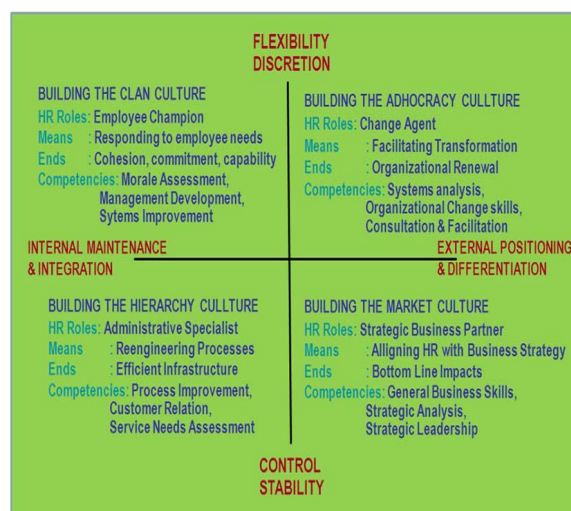 FLEXIBILITY
DISCRETION
BUILDING THE CLAN CULTURE
HR Roles: Employee Champion
Means : Responding to employee needs
Ends : Cohesion, commitment, capability
Competencies: Morale Assessment,
Management Development,
Sytems Improvement
BUILDING THE ADHOCRACY CULLTURE
HR Roles: Change Agent
Means : Facilitating Transformation
Ends : Organizational Renewal
Competencies: Systems analysis,
Organizational Change skills,
Consultation & Facilitation
INTERNAL MAINTENANCE
& INTEGRATION
EXTERNAL POSITIONING
& DIFFERENTIATION
BUILDING THE HIERARCHY CULLTURE
HR Roles: Administrative Specialist
Means : Reengineering Processes
Ends : Efficient Infrastructure
Competencies: Process Improvement,
Customer Relation,
Service Needs Assessment
BUILDING THE MARKET CULTURE
HR Roles: Strategic Business Partner
Means : Alligning HR with Business Strategy
Ends : Bottom Line Impacts
Competencies: General Business Skills,
Strategic Analysis,
Strategic Leadership
CONTROL
STABILITY